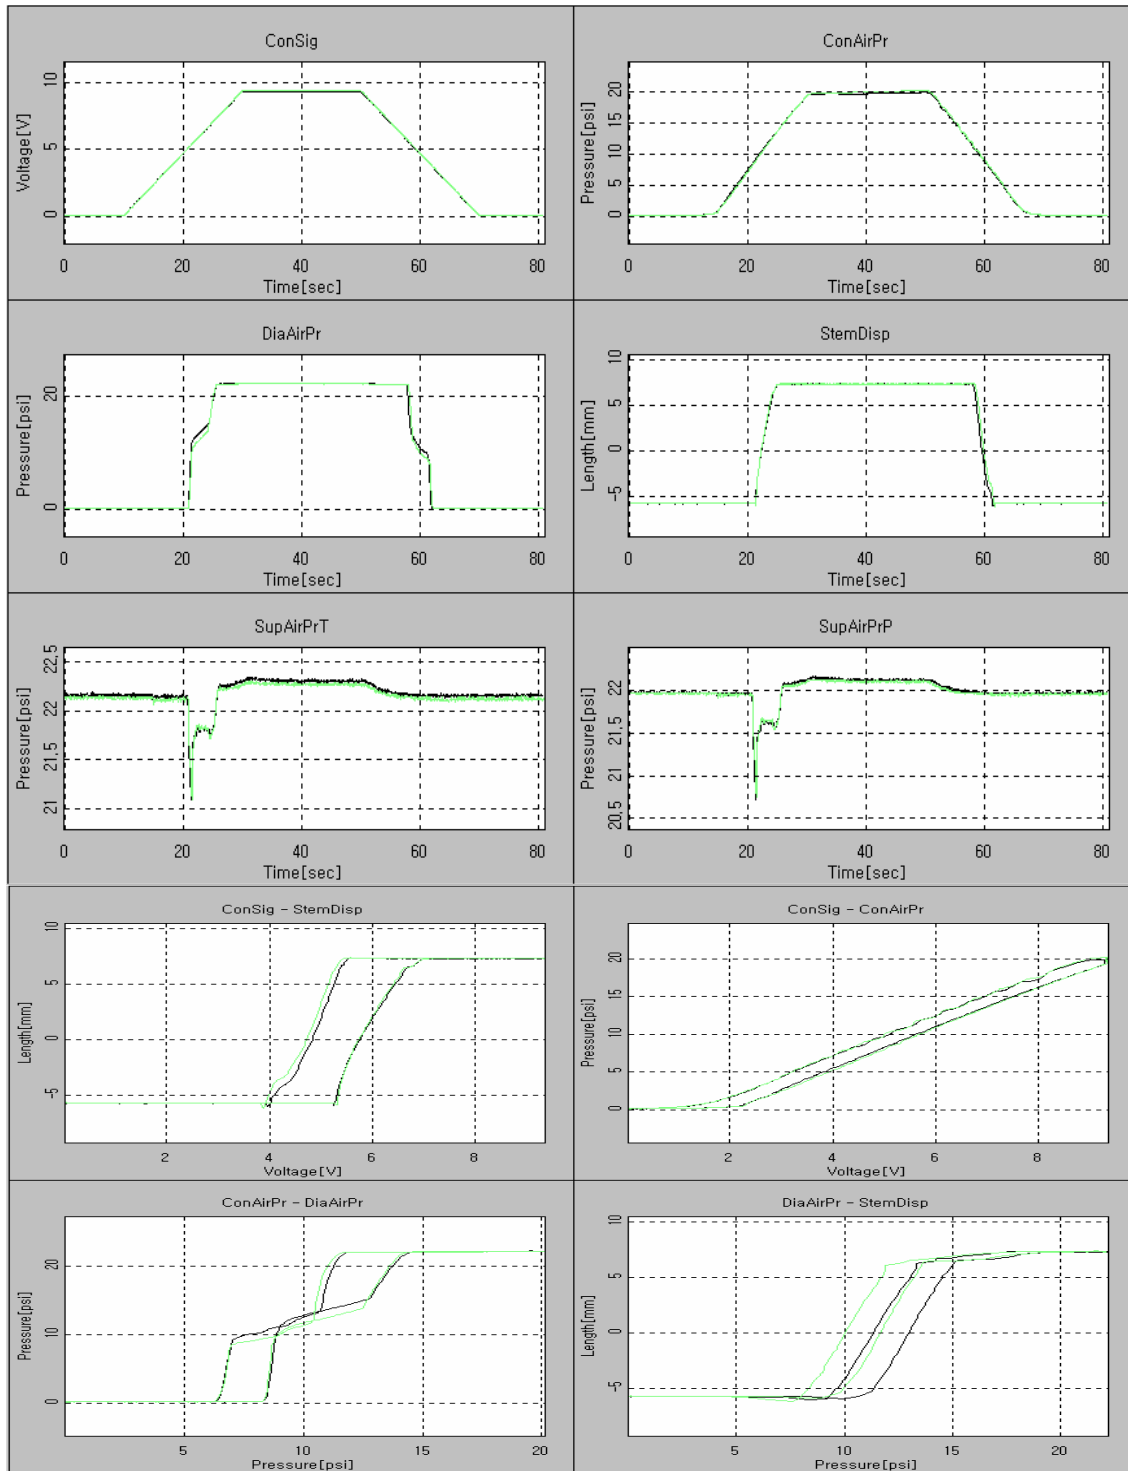 ConSig
Voltage[V]
10
5
0
0 20 40 60 80
Time[sec]
ConAirPr
Pressure[psi]
20
15
10
5
0
0 20 40 60 80
Time[sec]
DiaAirPr
Pressure[psi]
20
0
0 20 40 60 80
Time[sec]
StemDisp
Length[mm]
10
5
0
-5
0 20 40 60 80
Time[sec]
SupAirPrT
Pressure[psi]
22.5
22
21.5
21
0 20 40 60 80
Time[sec]
SupAirPrP
Pressure[psi]
22
21.5
21
20.5
0 20 40 60 80
Time[sec]
ConSig - StemDisp
Length[mm]
10
0
-5
2 4 6 8
Voltage[V]
ConSig - ConAirPr
Pressure[psi]
20
15
10
5
0
2 4 6 8
Voltage[V]
ConAirPr - DiaAirPr
Pressure[psi]
20
10
0
5 10 15 20
Pressure[psi]
DiaAirPr - StemDisp
Length[mm]
10
5
0
-5
5 10 15 20
Pressure[psi]